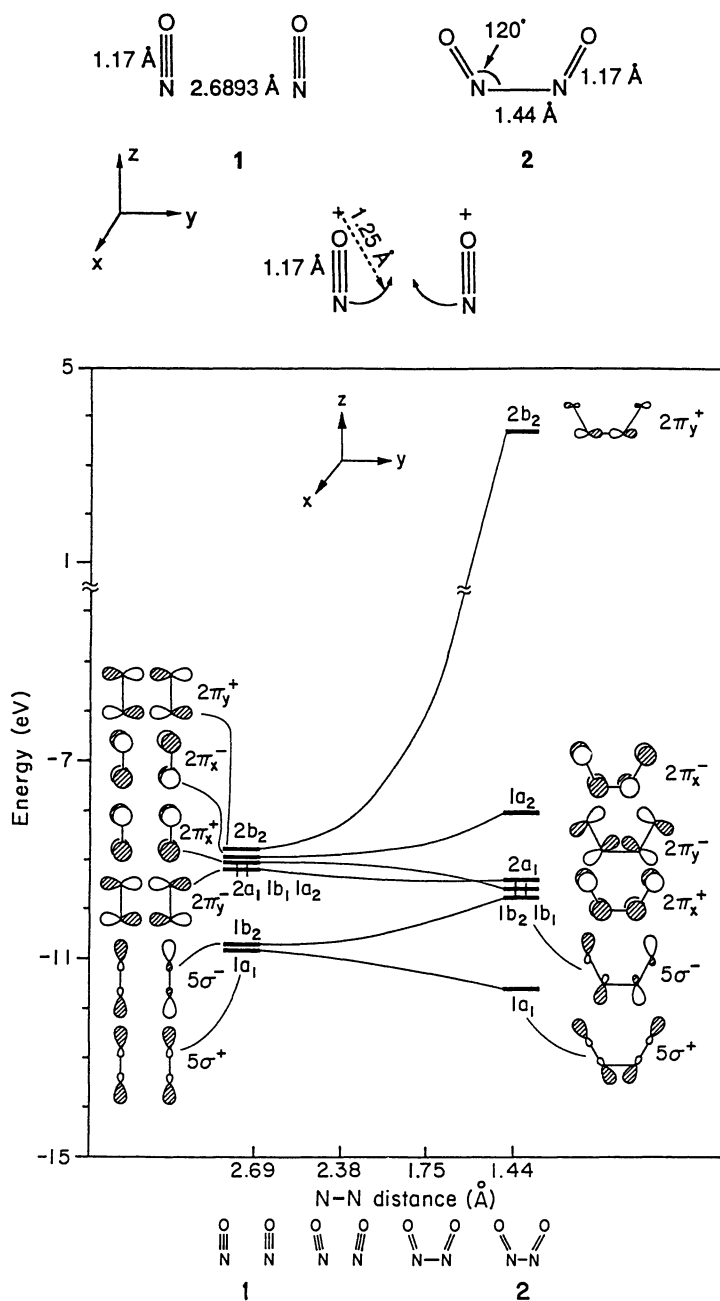 O O O O
1.17 Å 120° 1.17 Å
N 2.6893 Å N N N
1.44 Å
1 2
z
y
x
+ +
1.25 Å
O O
1.17 Å
N N
5
z
2b₂ 2πy⁺
y
x
1
Energy (eV)
2πy⁺
-7
2πx⁻ 2πx⁻
1a₂
2πx⁺ 2b₂ 2πy⁻
2a₁
2πy⁻ 2a₁ 1b₁ 1a₂ 2πx⁺
1b₂ 1b₁
1b₂
-11
5σ⁻ 1a₁ 5σ⁻
1a₁
5σ⁺ 5σ⁺
-15
2.69 2.38 1.75 1.44
N–N distance (Å)
O O O O O O O O
N N N N N N N N
1 2